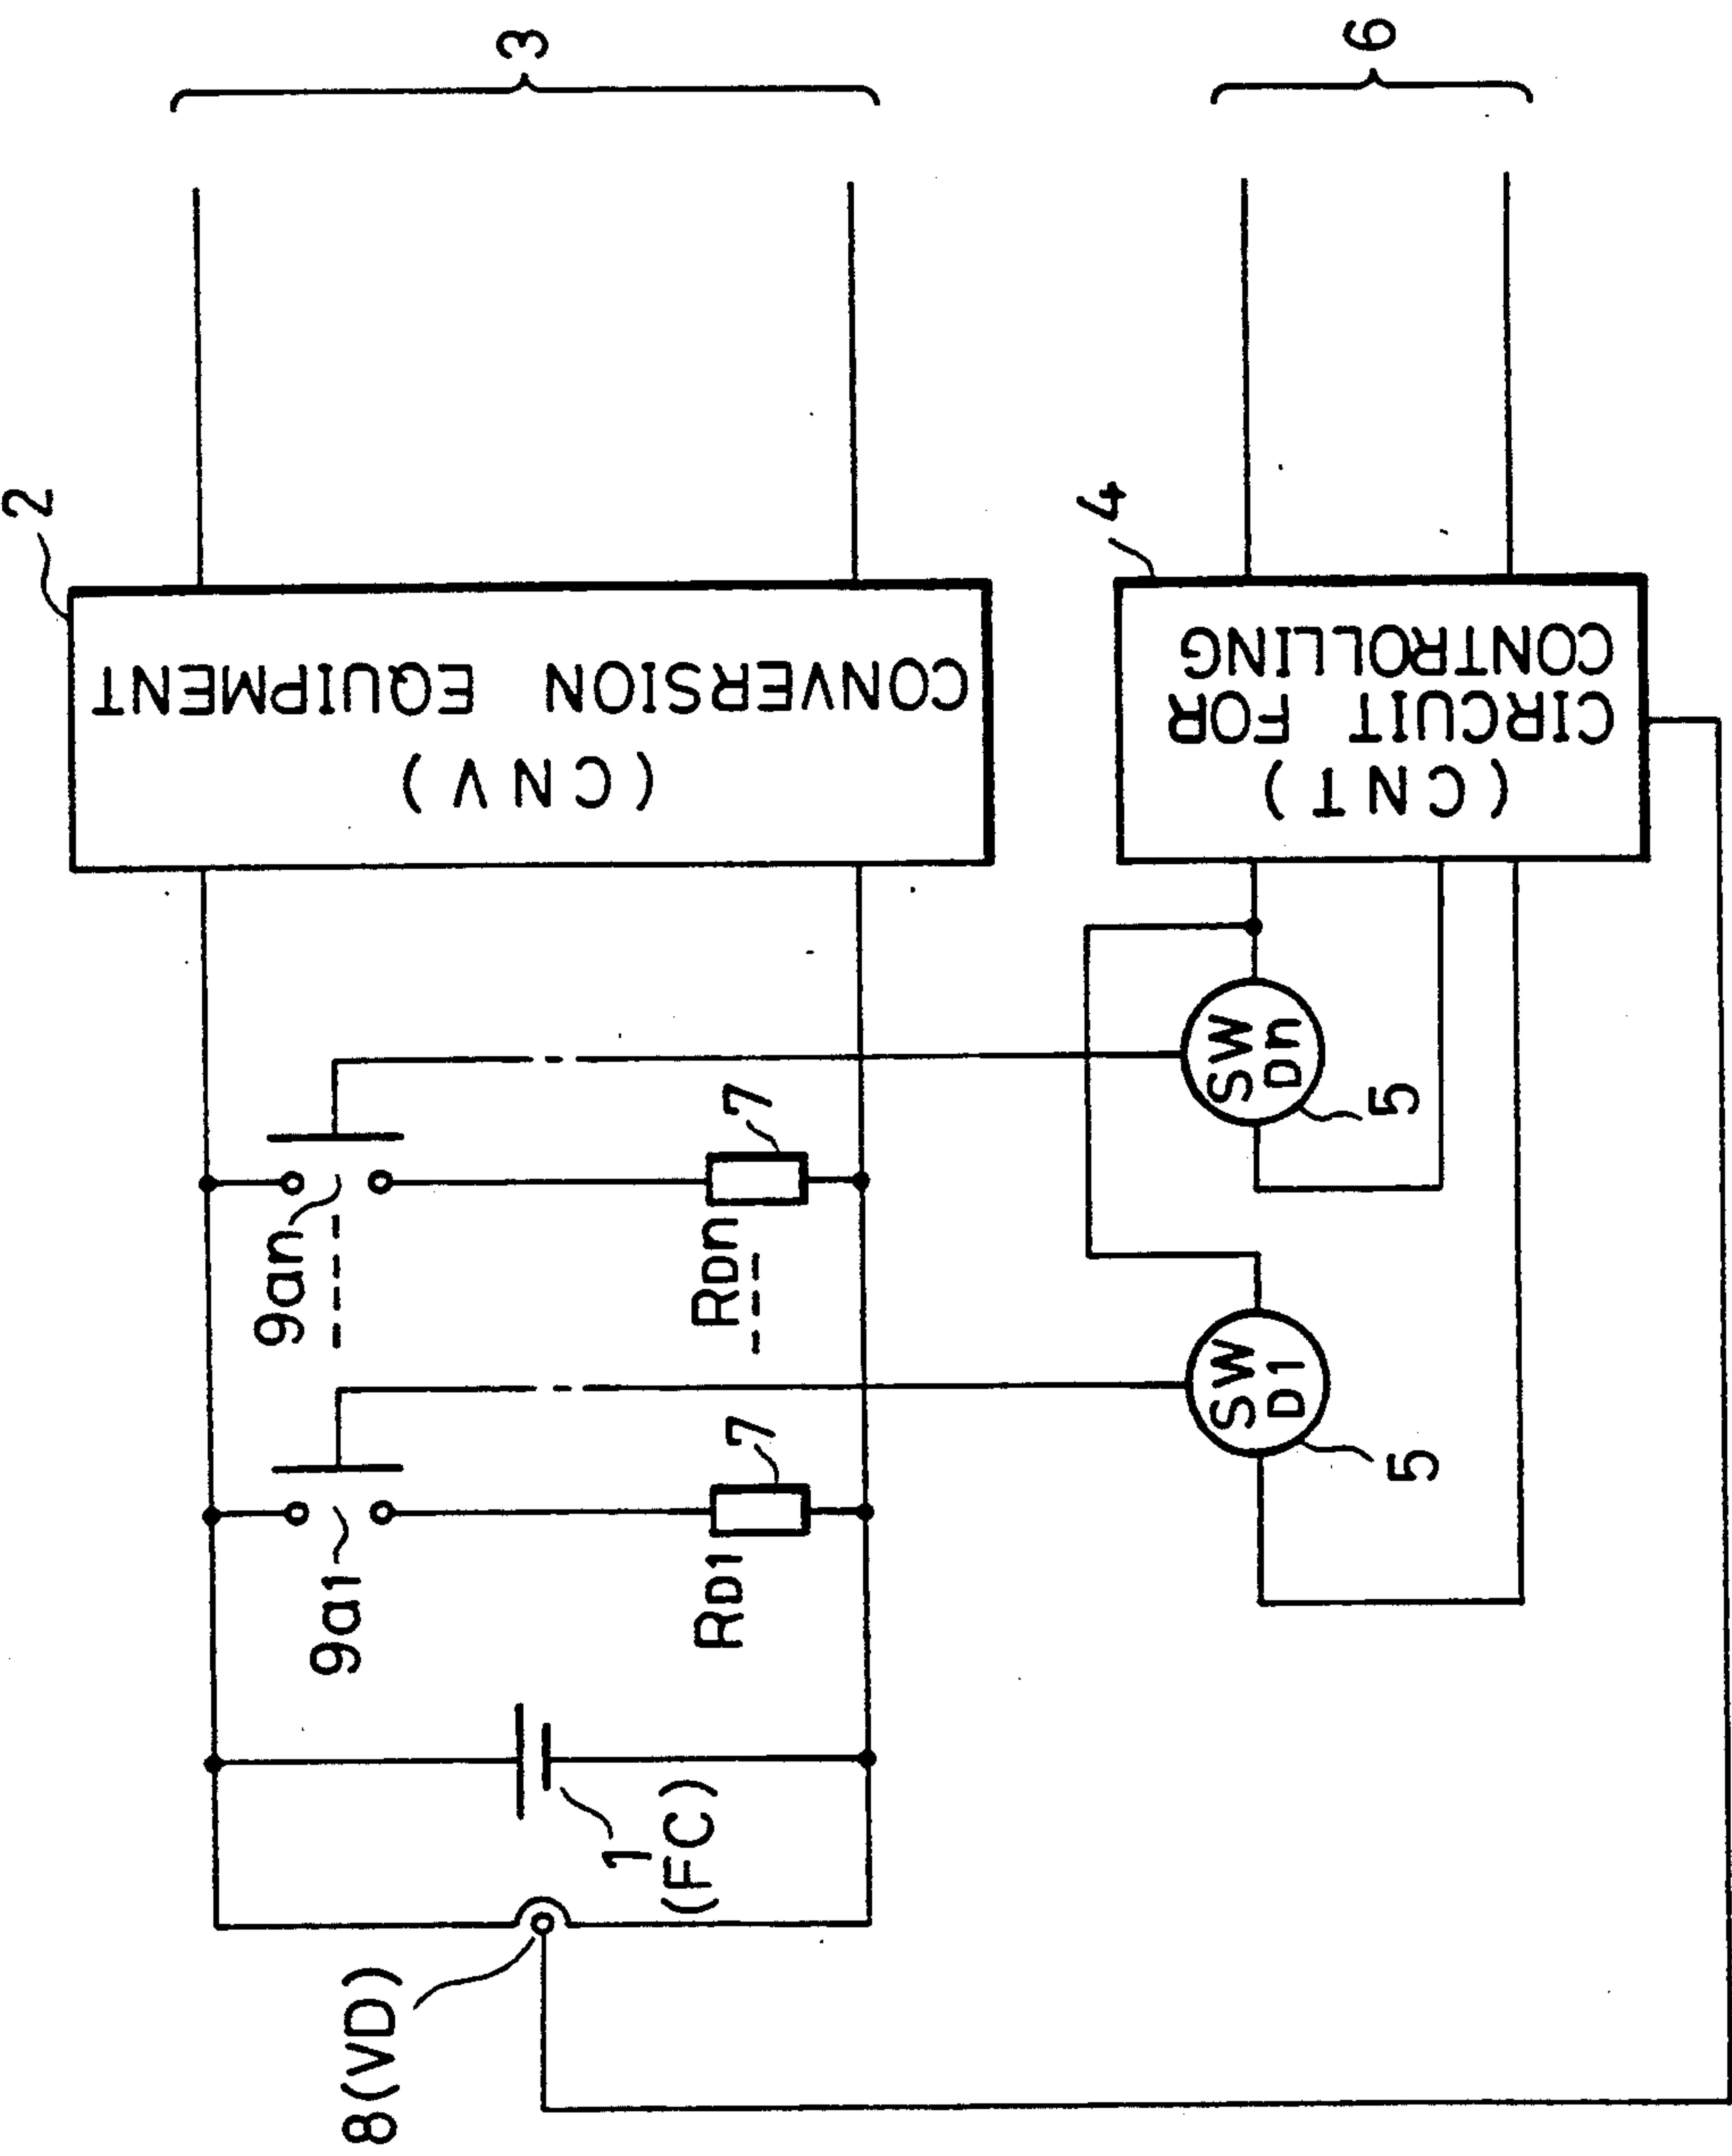 3
6
2
4
CONVERSION EQUIPMENT
(CNV)
CIRCUIT FOR
CONTROLLING
(CNT)
SW
Dn
5
SW
D1
5
7
9an
RDn
7
9a1
RD1
1
(FC)
8(VD)